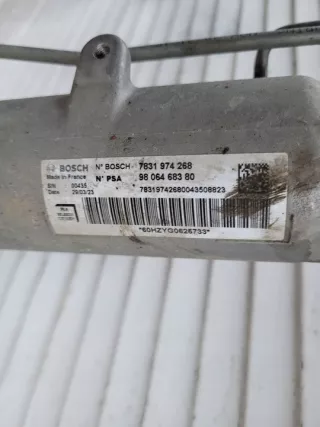 BOSCH N° BOSCH 7831 974 268
Made in France N° PSA 98 064 683 80
S/N 00435 78319742680043508823
Date 29/03/23
*60HZYG0626733*